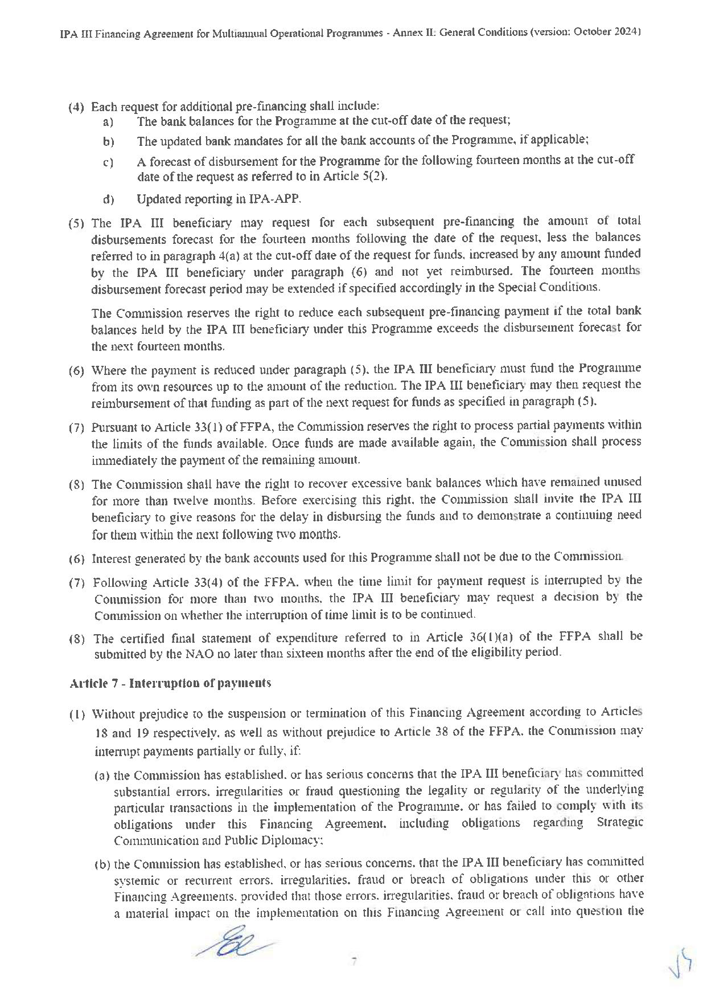 IPA III Financing Agreement for Multiannual Operational Programmes - Annex II: General Conditions (version: October 2024)
(4) Each request for additional pre-financing shall include:
a) The bank balances for the Programme at the cut-off date of the request;
b) The updated bank mandates for all the bank accounts of the Programme, if applicable;
c) A forecast of disbursement for the Programme for the following fourteen months at the cut-off
date of the request as referred to in Article 5(2).
d) Updated reporting in IPA-APP.
(5) The IPA III beneficiary may request for each subsequent pre-financing the amount of total
disbursements forecast for the fourteen months following the date of the request, less the balances
referred to in paragraph 4(a) at the cut-off date of the request for funds, increased by any amount funded
by the IPA III beneficiary under paragraph (6) and not yet reimbursed. The fourteen months
disbursement forecast period may be extended if specified accordingly in the Special Conditions.
The Commission reserves the right to reduce each subsequent pre-financing payment if the total bank
balances held by the IPA III beneficiary under this Programme exceeds the disbursement forecast for
the next fourteen months.
(6) Where the payment is reduced under paragraph (5), the IPA III beneficiary must fund the Programme
from its own resources up to the amount of the reduction. The IPA III beneficiary may then request the
reimbursement of that funding as part of the next request for funds as specified in paragraph (5).
(7) Pursuant to Article 33(1) of FFPA, the Commission reserves the right to process partial payments within
the limits of the funds available. Once funds are made available again, the Commission shall process
immediately the payment of the remaining amount.
(8) The Commission shall have the right to recover excessive bank balances which have remained unused
for more than twelve months. Before exercising this right, the Commission shall invite the IPA III
beneficiary to give reasons for the delay in disbursing the funds and to demonstrate a continuing need
for them within the next following two months.
(6) Interest generated by the bank accounts used for this Programme shall not be due to the Commission.
(7) Following Article 33(4) of the FFPA, when the time limit for payment request is interrupted by the
Commission for more than two months, the IPA III beneficiary may request a decision by the
Commission on whether the interruption of time limit is to be continued.
(8) The certified final statement of expenditure referred to in Article 36(1)(a) of the FFPA shall be
submitted by the NAO no later than sixteen months after the end of the eligibility period.
Article 7 - Interruption of payments
(1) Without prejudice to the suspension or termination of this Financing Agreement according to Articles
18 and 19 respectively, as well as without prejudice to Article 38 of the FFPA, the Commission may
interrupt payments partially or fully, if:
(a) the Commission has established, or has serious concerns that the IPA III beneficiary has committed
substantial errors, irregularities or fraud questioning the legality or regularity of the underlying
particular transactions in the implementation of the Programme, or has failed to comply with its
obligations under this Financing Agreement, including obligations regarding Strategic
Communication and Public Diplomacy;
(b) the Commission has established, or has serious concerns, that the IPA III beneficiary has committed
systemic or recurrent errors, irregularities, fraud or breach of obligations under this or other
Financing Agreements, provided that those errors, irregularities, fraud or breach of obligations have
a material impact on the implementation on this Financing Agreement or call into question the
7